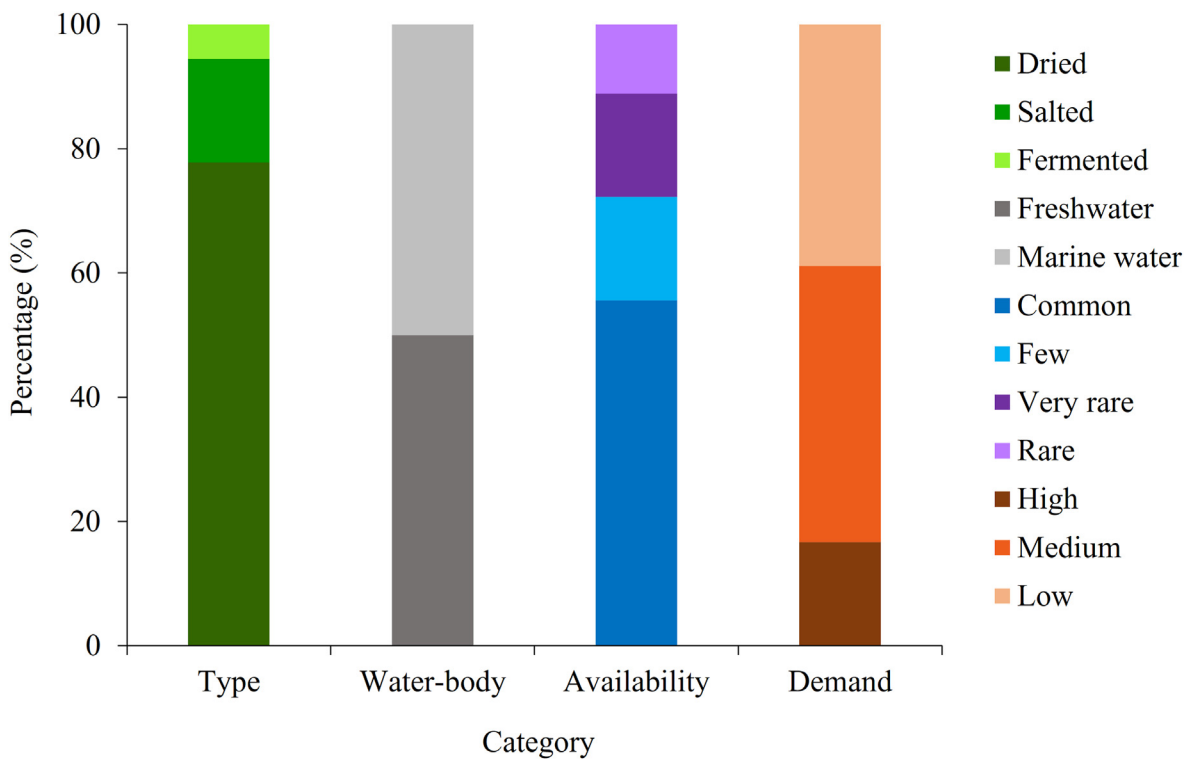 Percentage (%)
100
80
60
40
20
0
Type
Water-body
Availability
Demand
Category
Dried
Salted
Fermented
Freshwater
Marine water
Common
Few
Very rare
Rare
High
Medium
Low